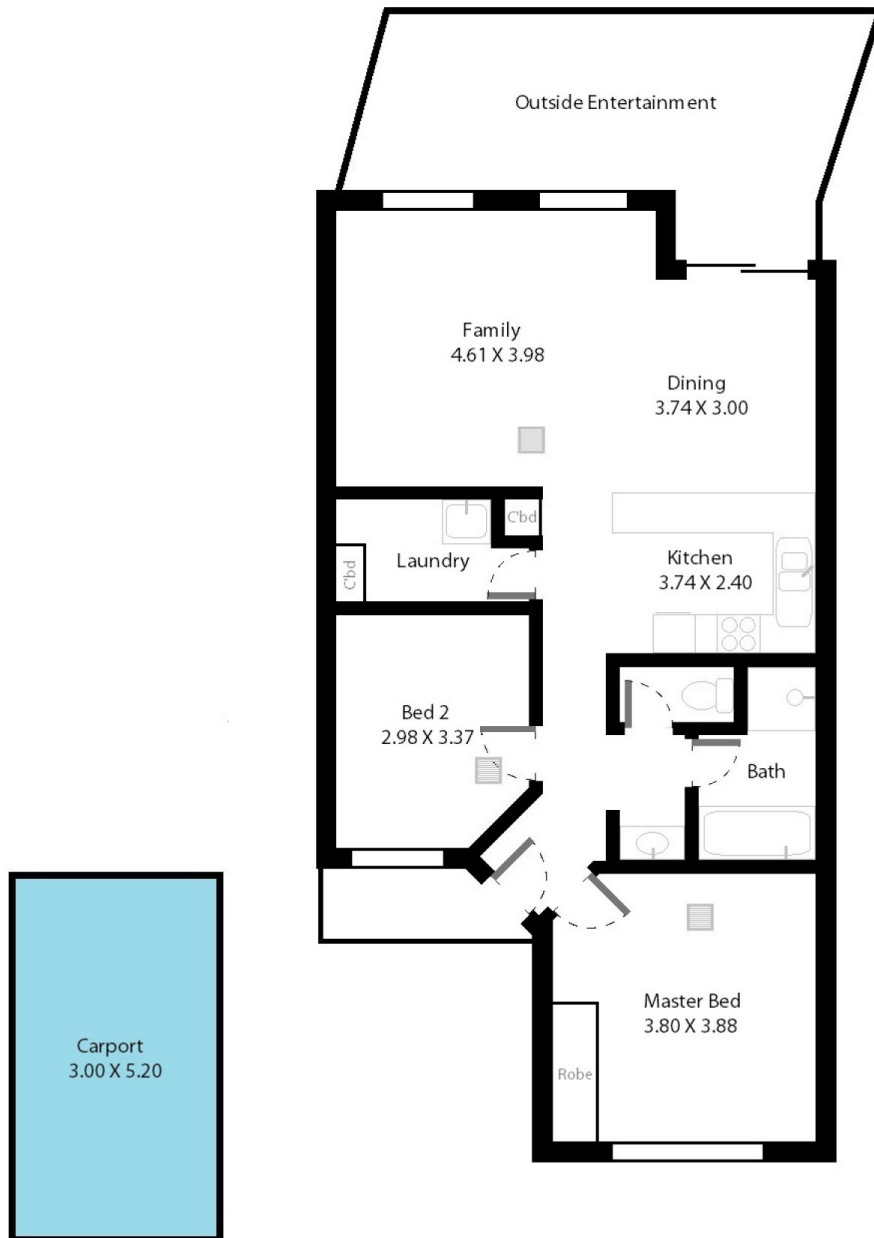 Outside Entertainment
Family
4.61 X 3.98
Dining
3.74 X 3.00
C'bd
Laundry
C'bd
Kitchen
3.74 X 2.40
Bed 2
2.98 X 3.37
Bath
Master Bed
3.80 X 3.88
Robe
Carport
3.00 X 5.20